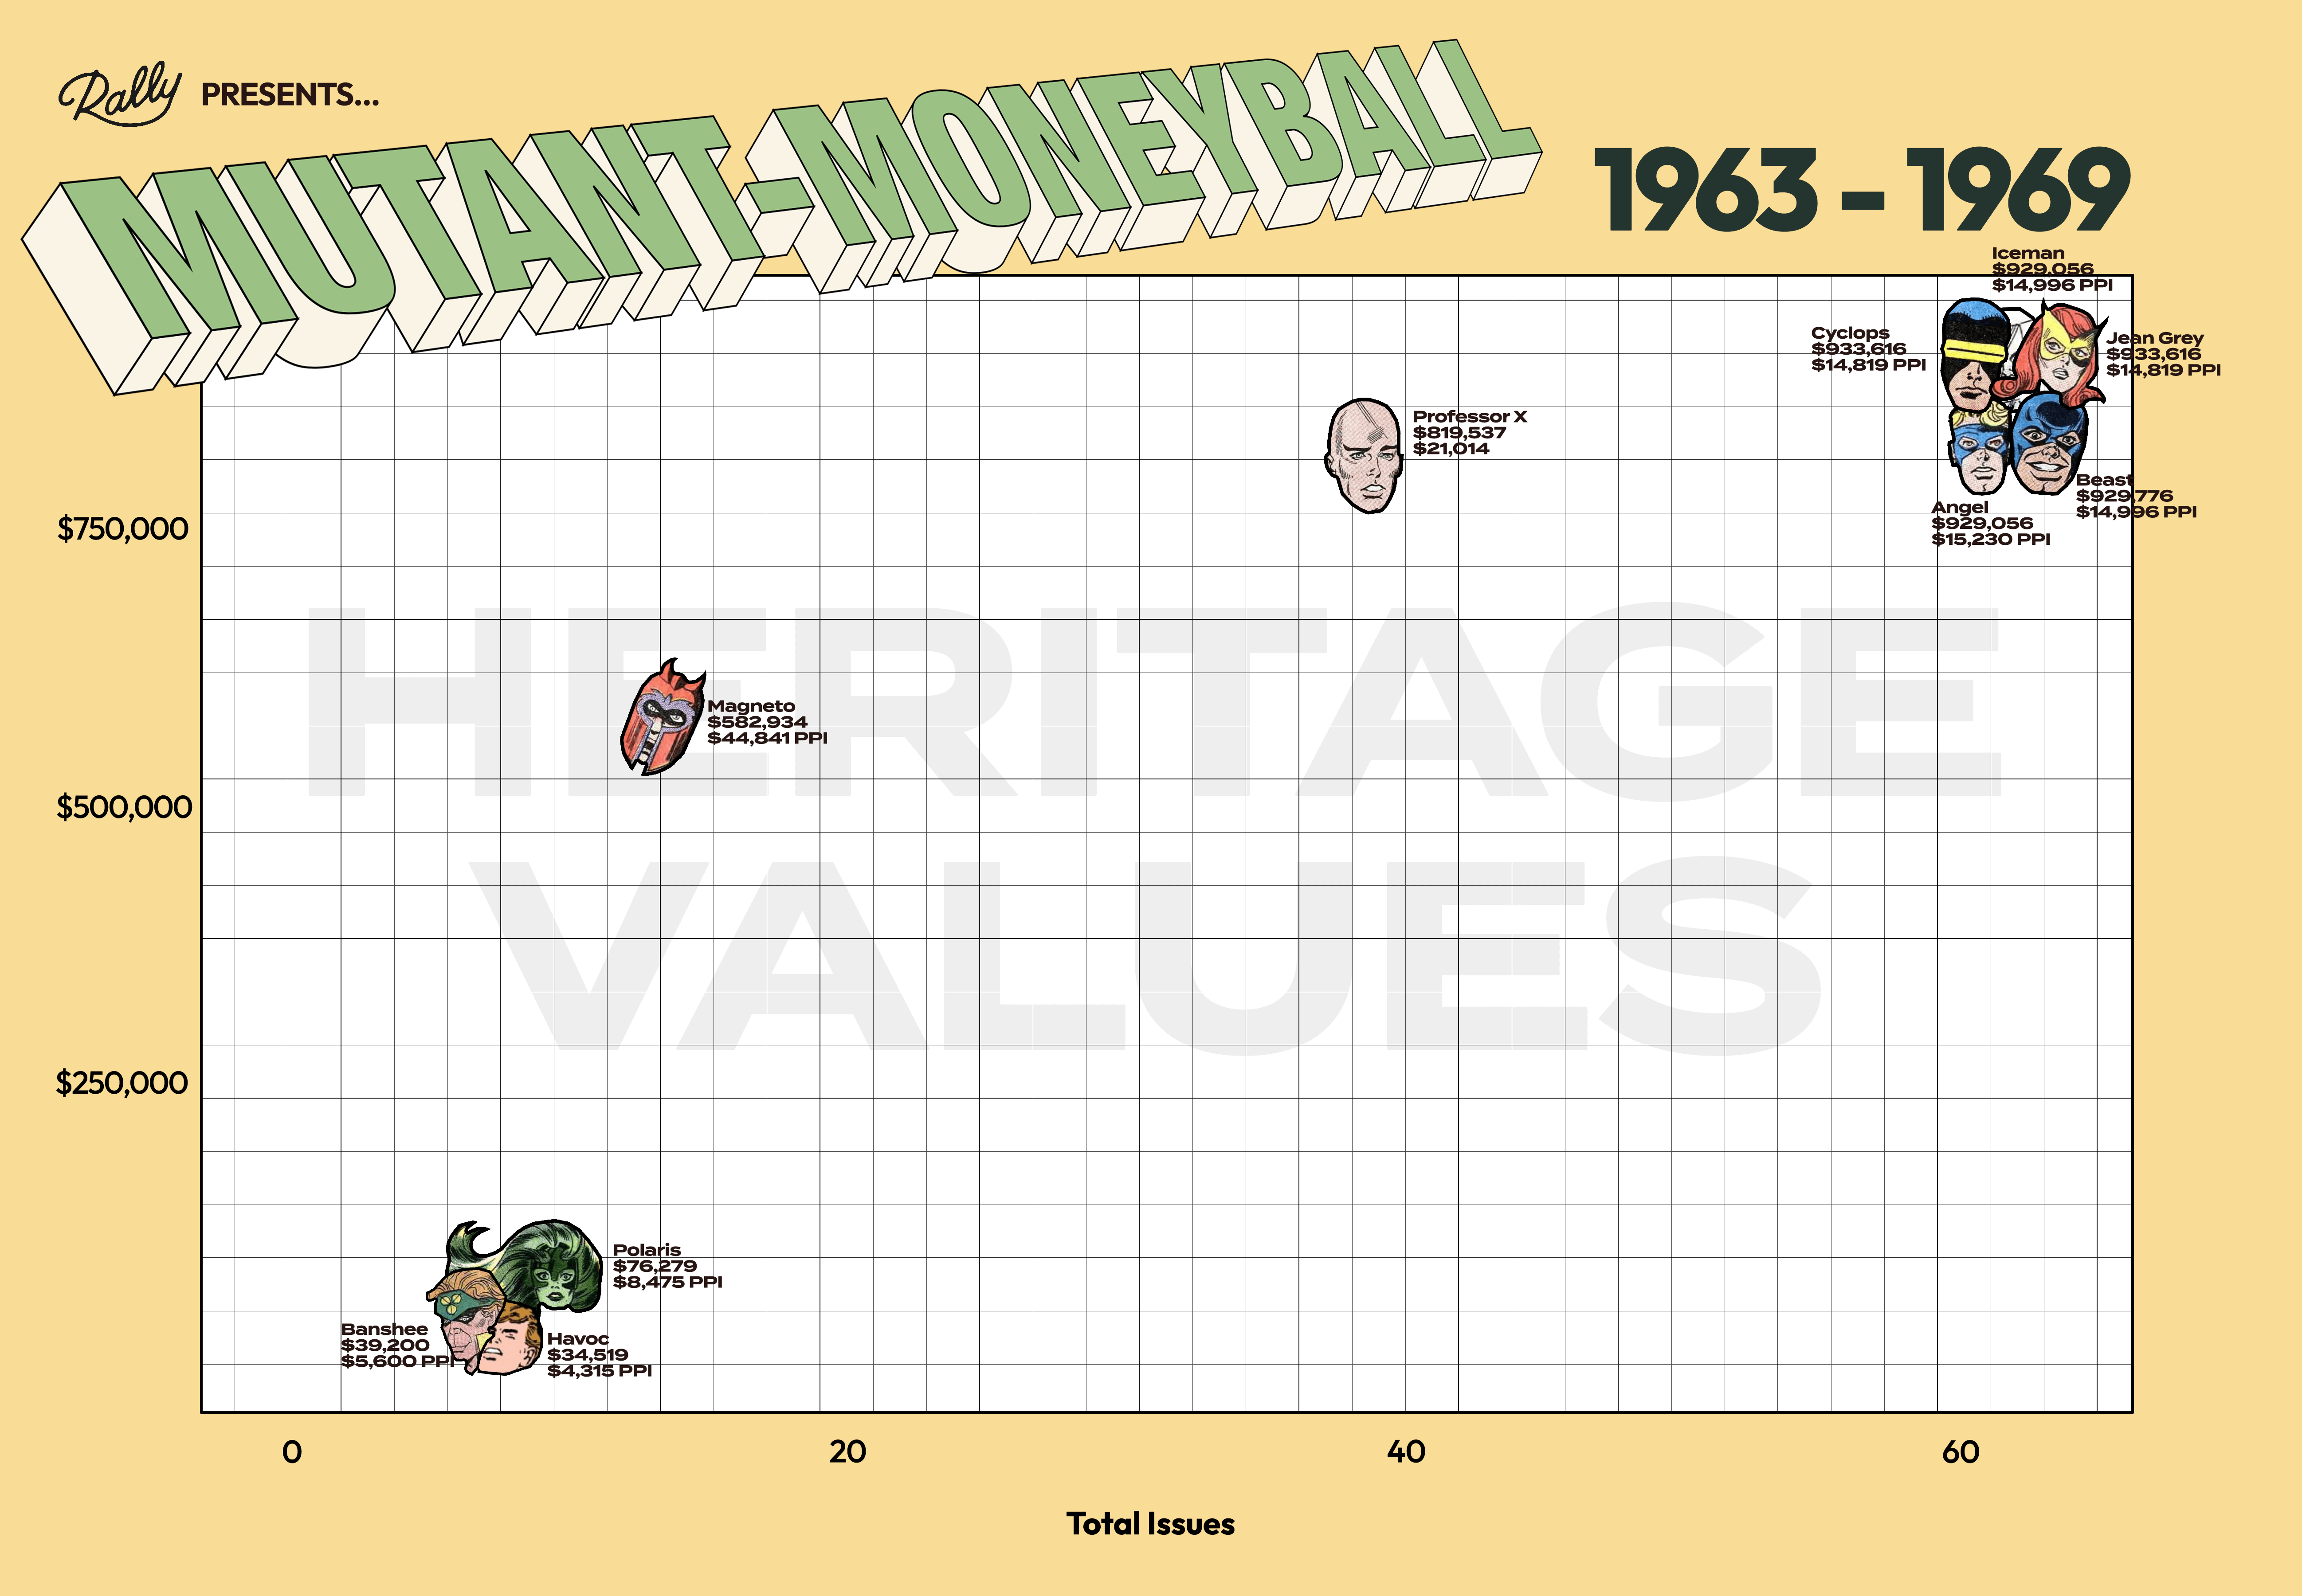 Rally PRESENTS...
MUTANT-MONEYBALL
1963 - 1969
HERITAGE
VALUES
Iceman
$929,056
$14,996 PPI
Cyclops
$933,616
$14,819 PPI
Jean Grey
$933,616
$14,819 PPI
Professor X
$819,537
$21,014
Beast
$929,776
$14,996 PPI
Angel
$929,056
$15,230 PPI
$750,000
Magneto
$582,934
$44,841 PPI
$500,000
$250,000
Polaris
$76,279
$8,475 PPI
Banshee
$39,200
$5,600 PPI
Havoc
$34,519
$4,315 PPI
0 20 40 60
Total Issues